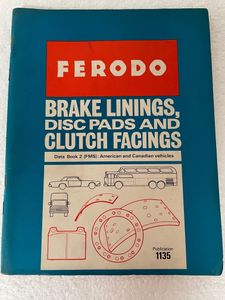 FERODO
BRAKE LININGS,
DISC PADS AND
CLUTCH FACINGS
Data Book 2 (FMS): American and Canadian vehicles
Publication
1135